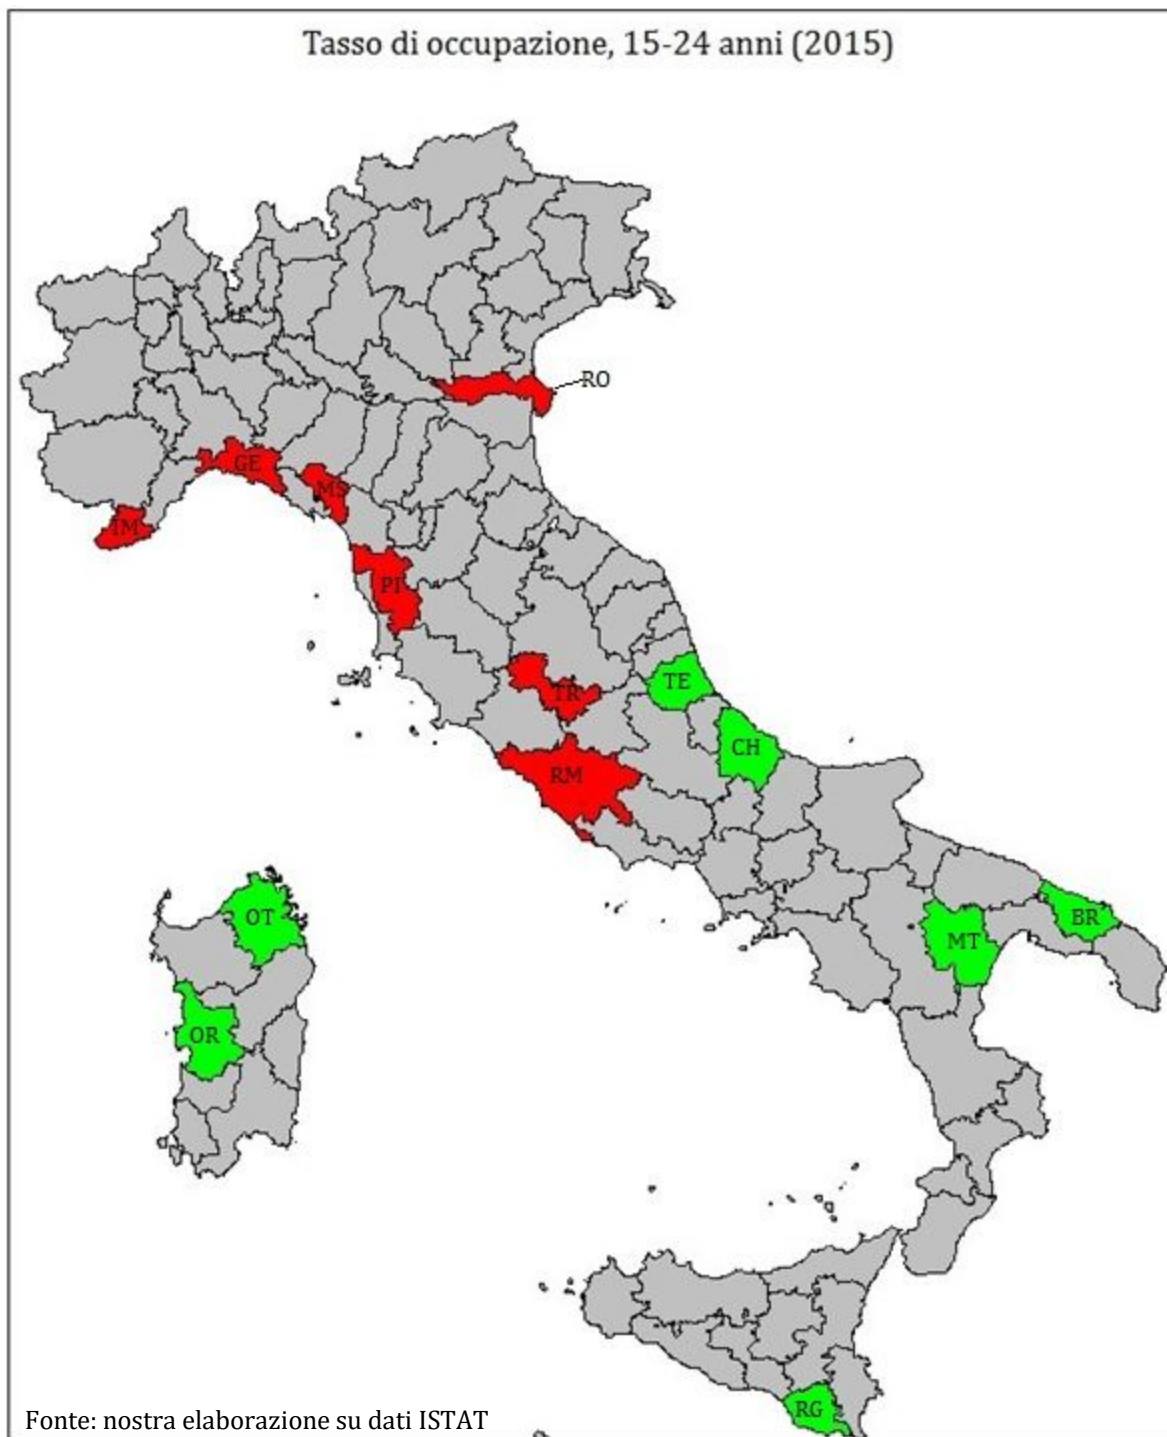 Tasso di occupazione, 15-24 anni (2015)
RO
GE
MS
IM
PI
TE
TR
CH
RM
OT
BR
MT
OR
RG
Fonte: nostra elaborazione su dati ISTAT